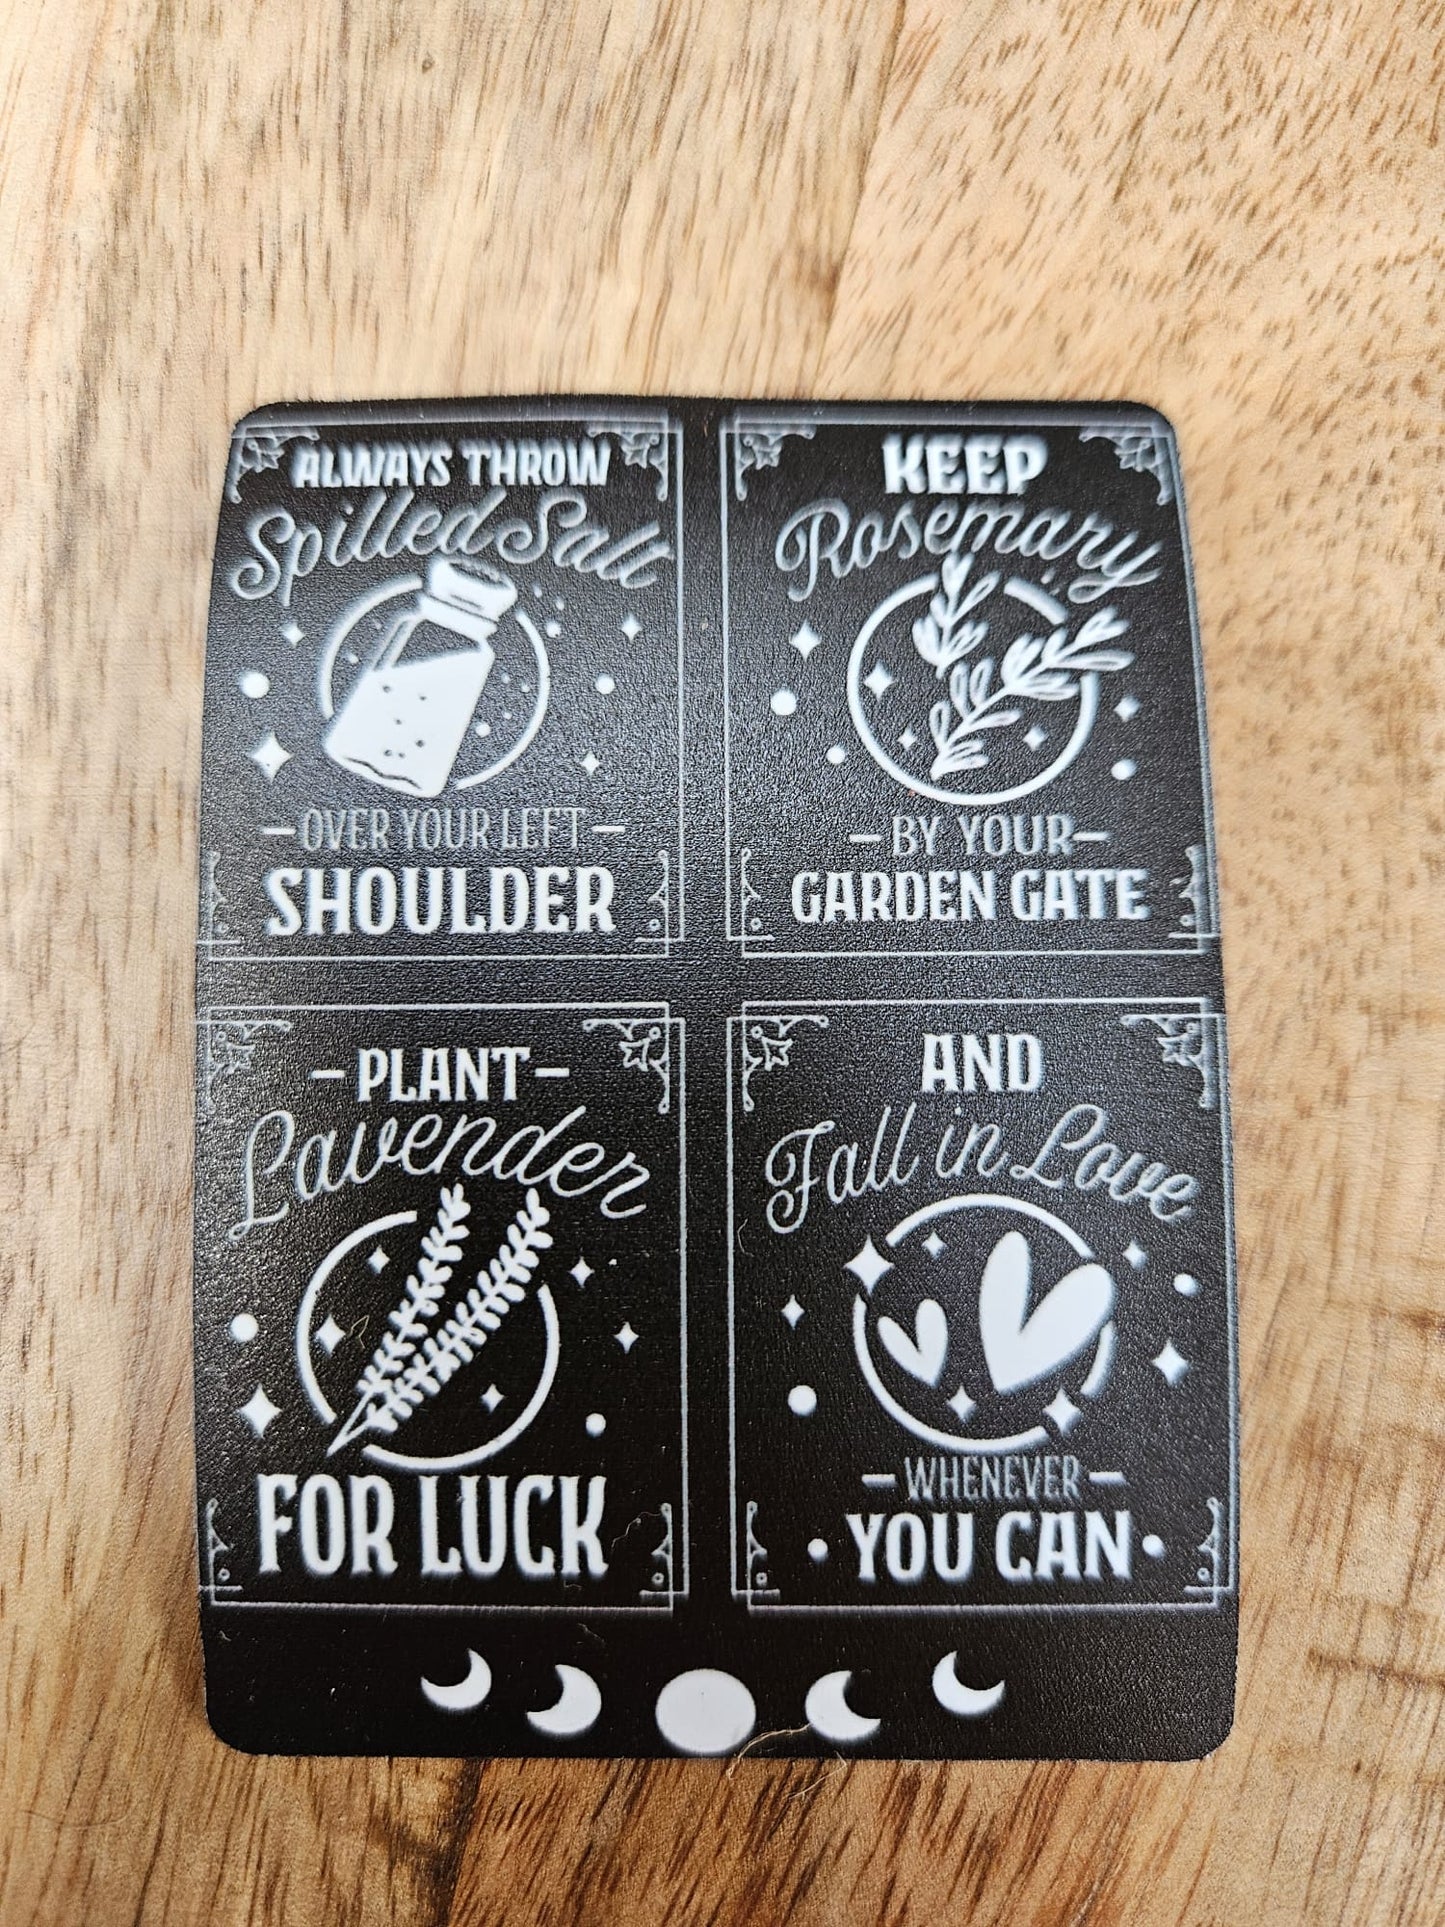 ALWAYS THROW
Spilled Salt
-OVER YOUR LEFT-
SHOULDER
KEEP
Rosemary
-BY YOUR-
GARDEN GATE
-PLANT-
Lavender
FOR LUCK
AND
Fall in Love
-WHENEVER-
•YOU CAN•